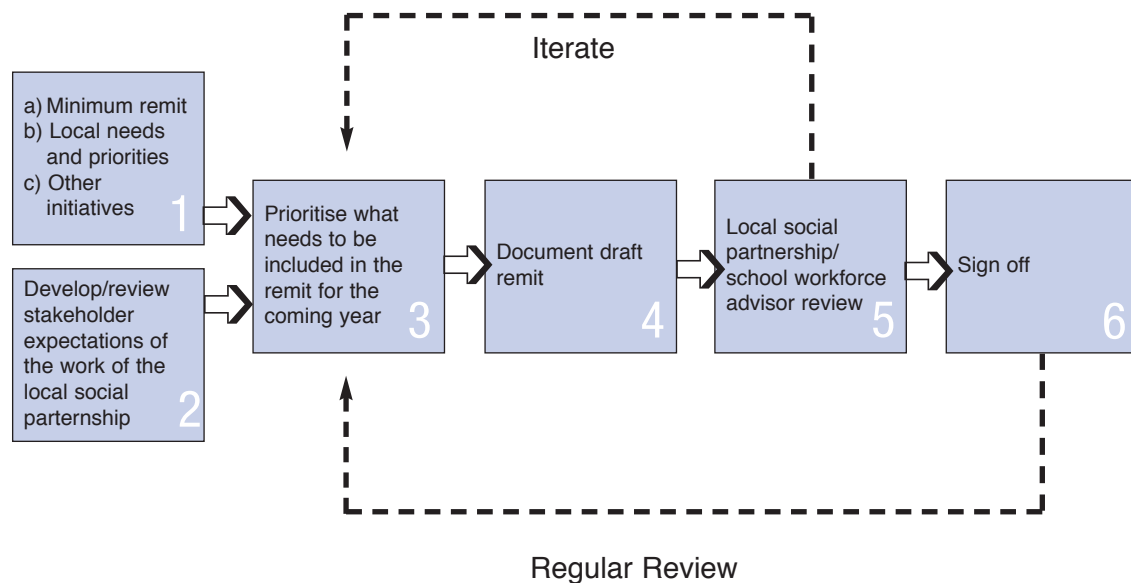 Iterate
a) Minimum remit
b) Local needs
and priorities
c) Other
initiatives
1
Develop/review
stakeholder
expectations of
the work of the
local social
parternship
2
Prioritise what
needs to be
included in the
remit for the
coming year
3
Document draft
remit
4
Local social
partnership/
school workforce
advisor review
5
Sign off
6
Regular Review